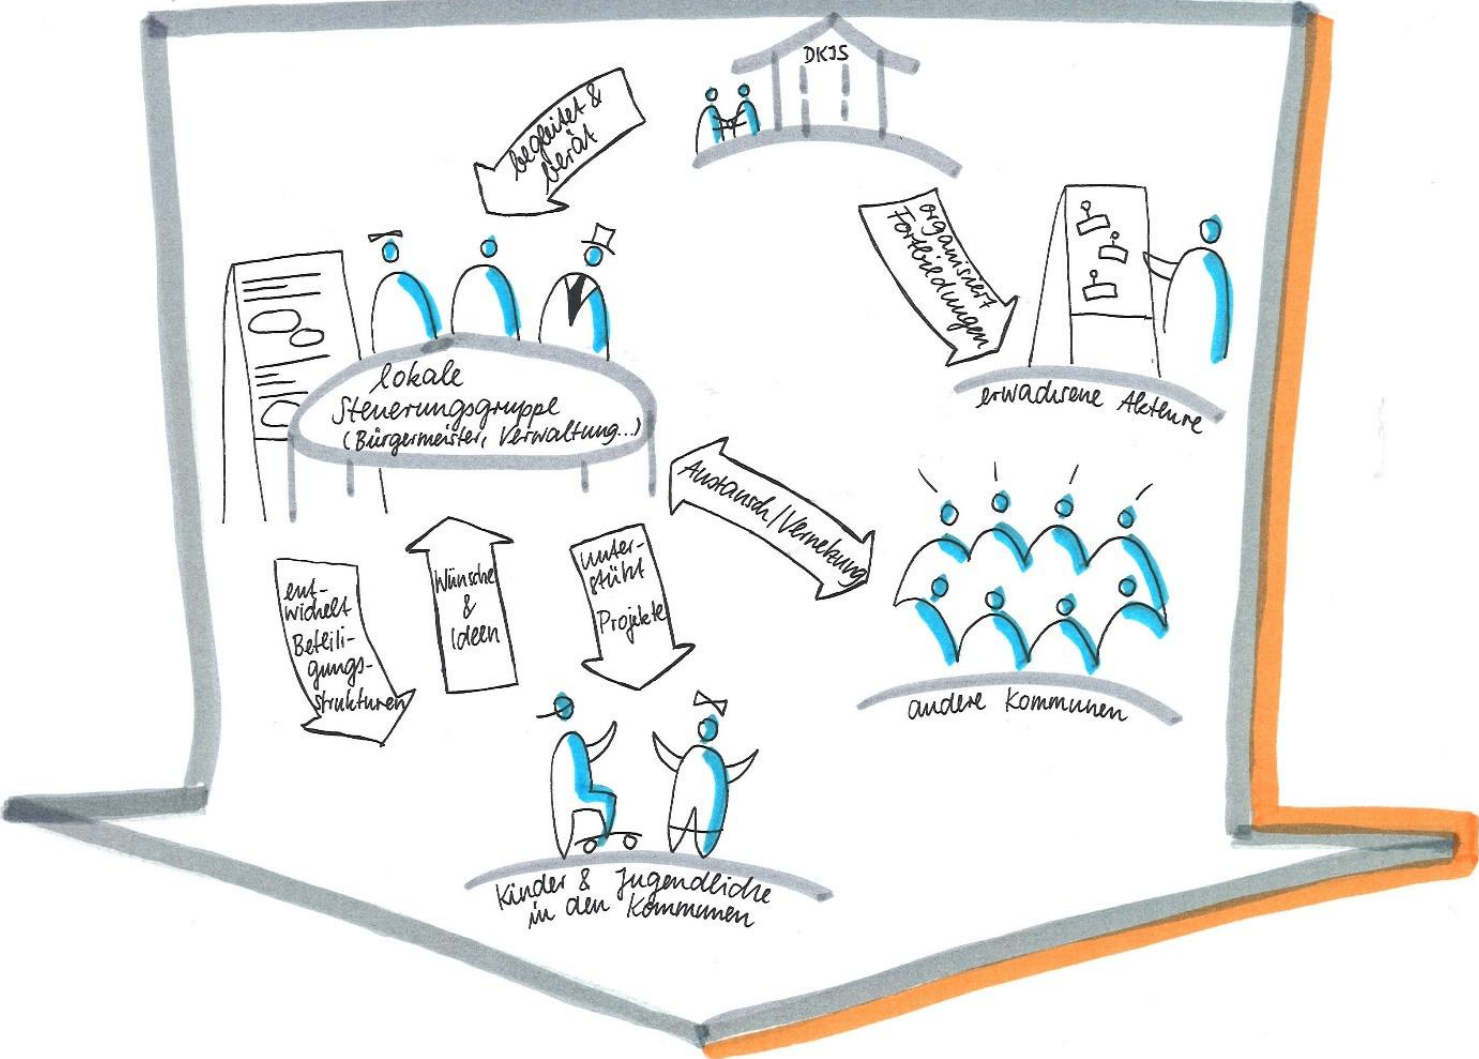 DKJS
begleitet &
berät
organisiert
Fortbildungen
erwachsene Akteure
lokale
Steuerungsgruppe
(Bürgermeister, Verwaltung...)
Austausch/Vernetzung
andere Kommunen
ent-
wickelt
Beteili-
gungs-
strukturen
Wünsche
&
Ideen
unter-
stützt
Projekte
Kinder & Jugendliche
in den Kommunen